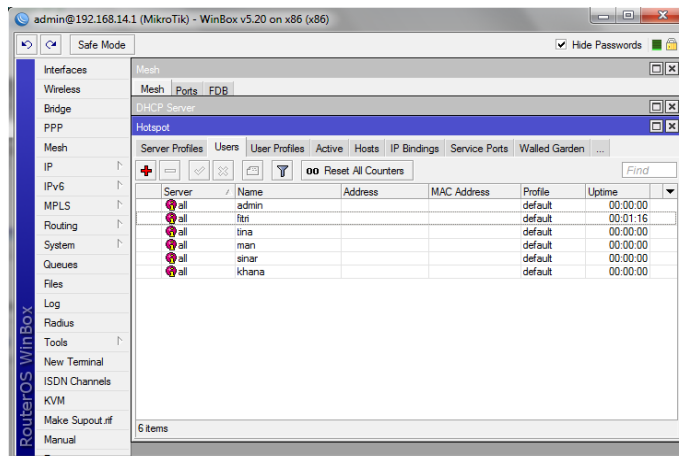 admin@192.168.14.1 (MikroTik) - WinBox v5.20 on x86 (x86)
Safe Mode
Hide Passwords
Interfaces
Wireless
Bridge
PPP
Mesh
IP
IPv6
MPLS
Routing
System
Queues
Files
Log
Radius
Tools
New Terminal
ISDN Channels
KVM
Make Supout.rif
Manual
RouterOS WinBox
Mesh
Mesh Ports FDB
DHCP Server
Hotspot
Server Profiles Users User Profiles Active Hosts IP Bindings Service Ports Walled Garden ...
00 Reset All Counters Find
Server / Name Address MAC Address Profile Uptime
all admin default 00:00:00
all fitri default 00:01:16
all tina default 00:00:00
all man default 00:00:00
all sinar default 00:00:00
all khana default 00:00:00
6 items